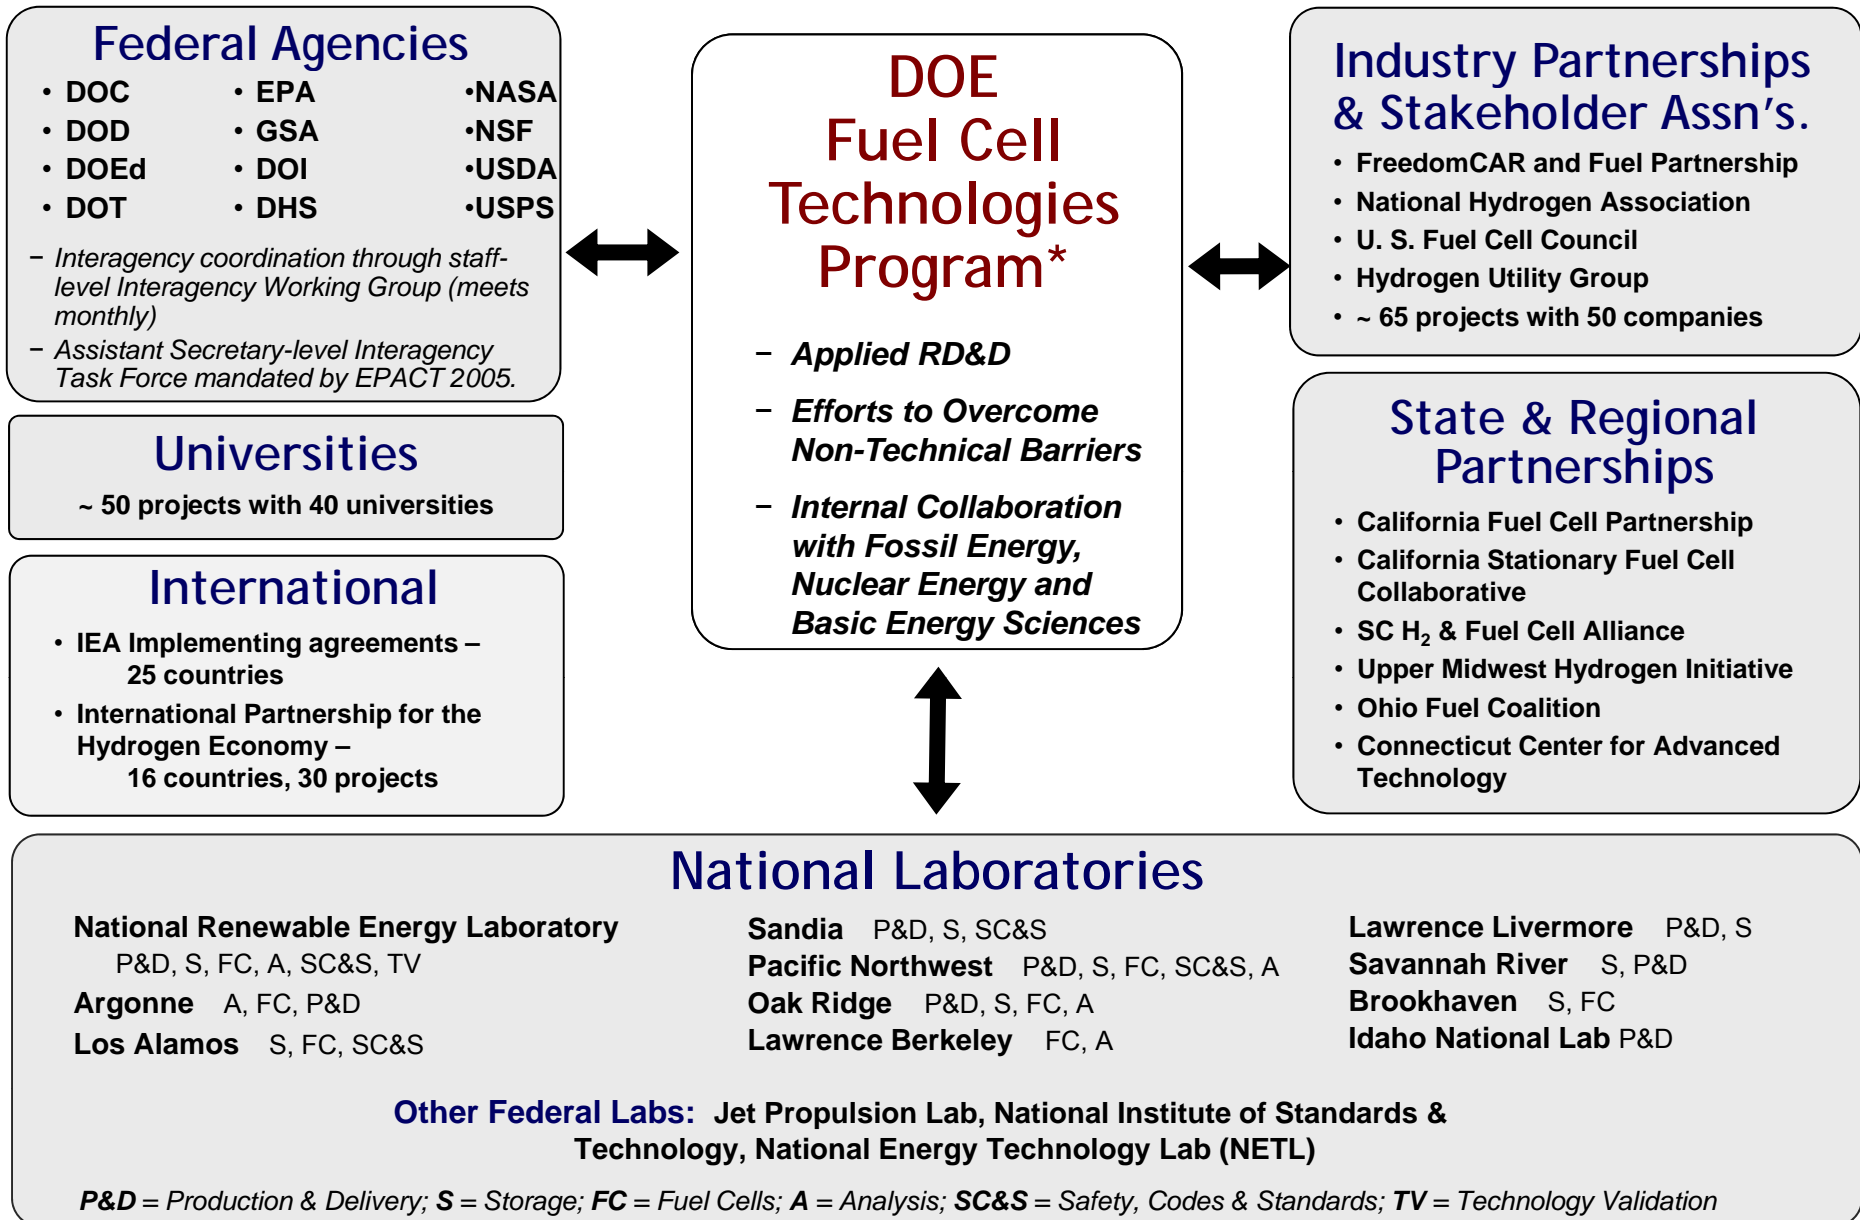 Federal Agencies
• DOC • EPA •NASA
• DOD • GSA •NSF
• DOEd • DOI •USDA
• DOT • DHS •USPS
– Interagency coordination through staff-
level Interagency Working Group (meets
monthly)
– Assistant Secretary-level Interagency
Task Force mandated by EPACT 2005.
Universities
~ 50 projects with 40 universities
International
• IEA Implementing agreements –
25 countries
• International Partnership for the
Hydrogen Economy –
16 countries, 30 projects
DOE
Fuel Cell
Technologies
Program*
– Applied RD&D
– Efforts to Overcome
Non-Technical Barriers
– Internal Collaboration
with Fossil Energy,
Nuclear Energy and
Basic Energy Sciences
Industry Partnerships
& Stakeholder Assn's.
• FreedomCAR and Fuel Partnership
• National Hydrogen Association
• U. S. Fuel Cell Council
• Hydrogen Utility Group
• ~ 65 projects with 50 companies
State & Regional
Partnerships
• California Fuel Cell Partnership
• California Stationary Fuel Cell
Collaborative
• SC H₂ & Fuel Cell Alliance
• Upper Midwest Hydrogen Initiative
• Ohio Fuel Coalition
• Connecticut Center for Advanced
Technology
National Laboratories
National Renewable Energy Laboratory
P&D, S, FC, A, SC&S, TV
Argonne A, FC, P&D
Los Alamos S, FC, SC&S
Sandia P&D, S, SC&S
Pacific Northwest P&D, S, FC, SC&S, A
Oak Ridge P&D, S, FC, A
Lawrence Berkeley FC, A
Lawrence Livermore P&D, S
Savannah River S, P&D
Brookhaven S, FC
Idaho National Lab P&D
Other Federal Labs: Jet Propulsion Lab, National Institute of Standards &
Technology, National Energy Technology Lab (NETL)
P&D = Production & Delivery; S = Storage; FC = Fuel Cells; A = Analysis; SC&S = Safety, Codes & Standards; TV = Technology Validation